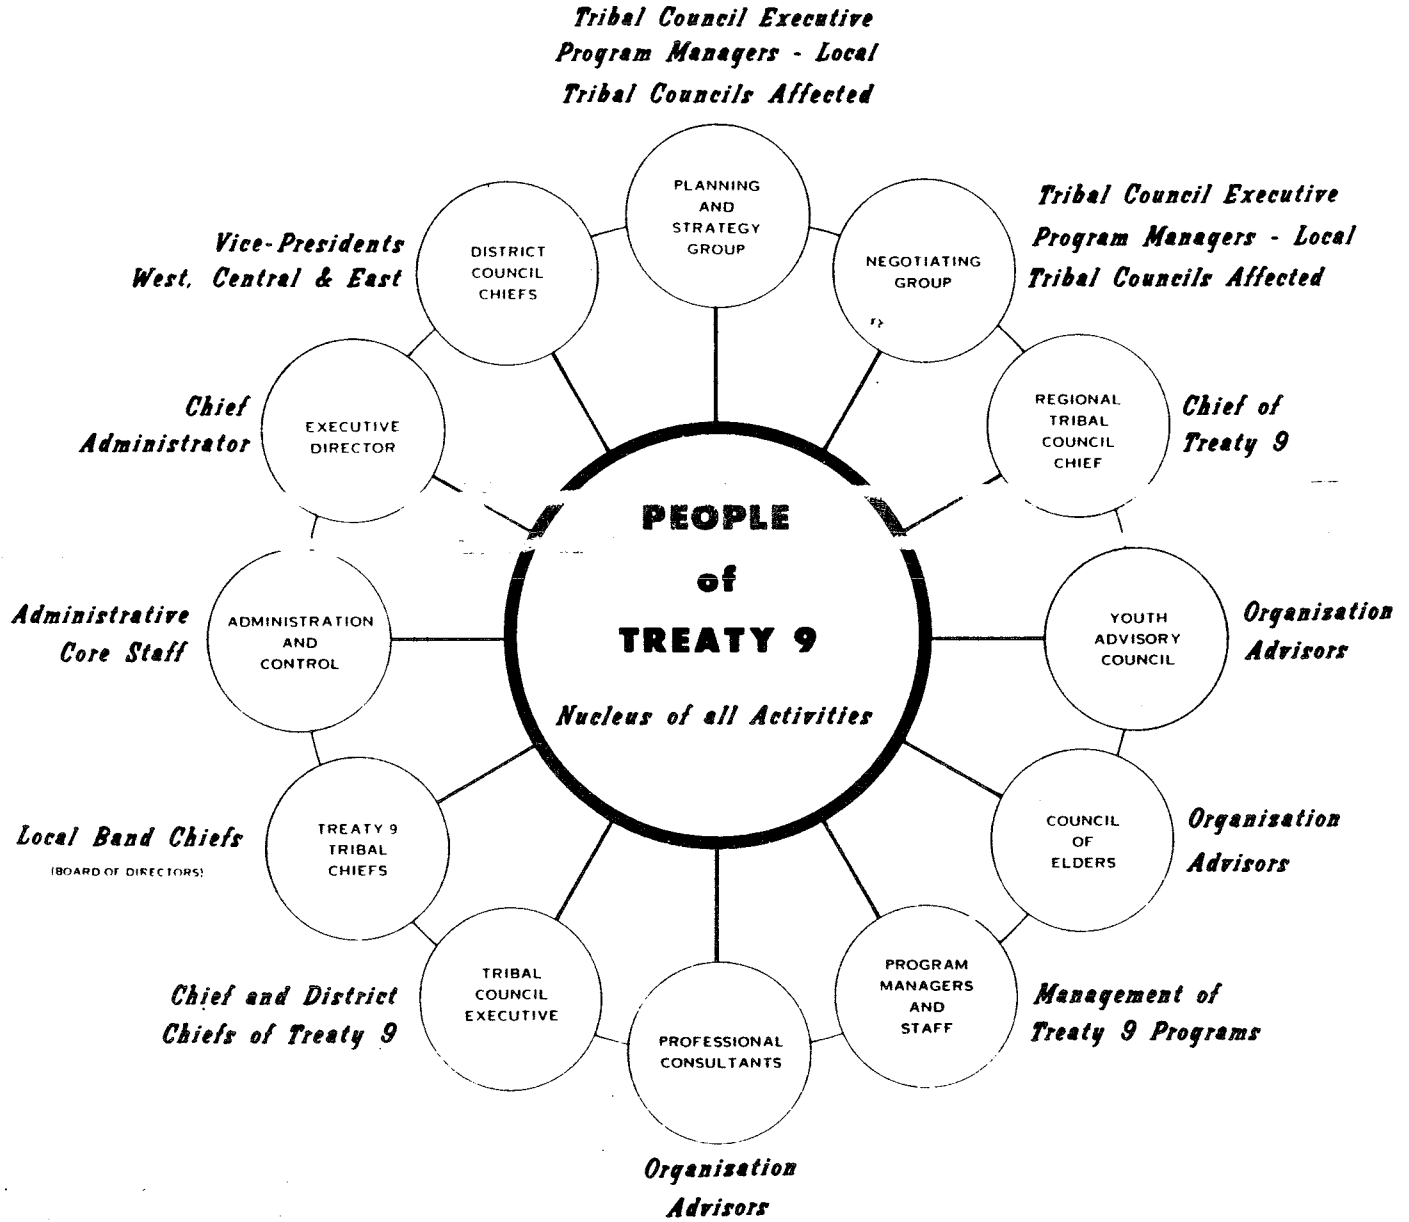 Tribal Council Executive
Program Managers - Local
Tribal Councils Affected
PLANNING
AND
STRATEGY
GROUP
Tribal Council Executive
Program Managers - Local
Tribal Councils Affected
NEGOTIATING
GROUP
REGIONAL
TRIBAL
COUNCIL
CHIEF
Chief of
Treaty 9
YOUTH
ADVISORY
COUNCIL
Organization
Advisors
COUNCIL
OF
ELDERS
Organization
Advisors
PROGRAM
MANAGERS
AND
STAFF
Management of
Treaty 9 Programs
PROFESSIONAL
CONSULTANTS
Organization
Advisors
TRIBAL
COUNCIL
EXECUTIVE
Chief and District
Chiefs of Treaty 9
TREATY 9
TRIBAL
CHIEFS
Local Band Chiefs
(BOARD OF DIRECTORS)
ADMINISTRATION
AND
CONTROL
Administrative
Core Staff
EXECUTIVE
DIRECTOR
Chief
Administrator
DISTRICT
COUNCIL
CHIEFS
Vice-Presidents
West, Central & East
PEOPLE
of
TREATY 9
Nucleus of all Activities